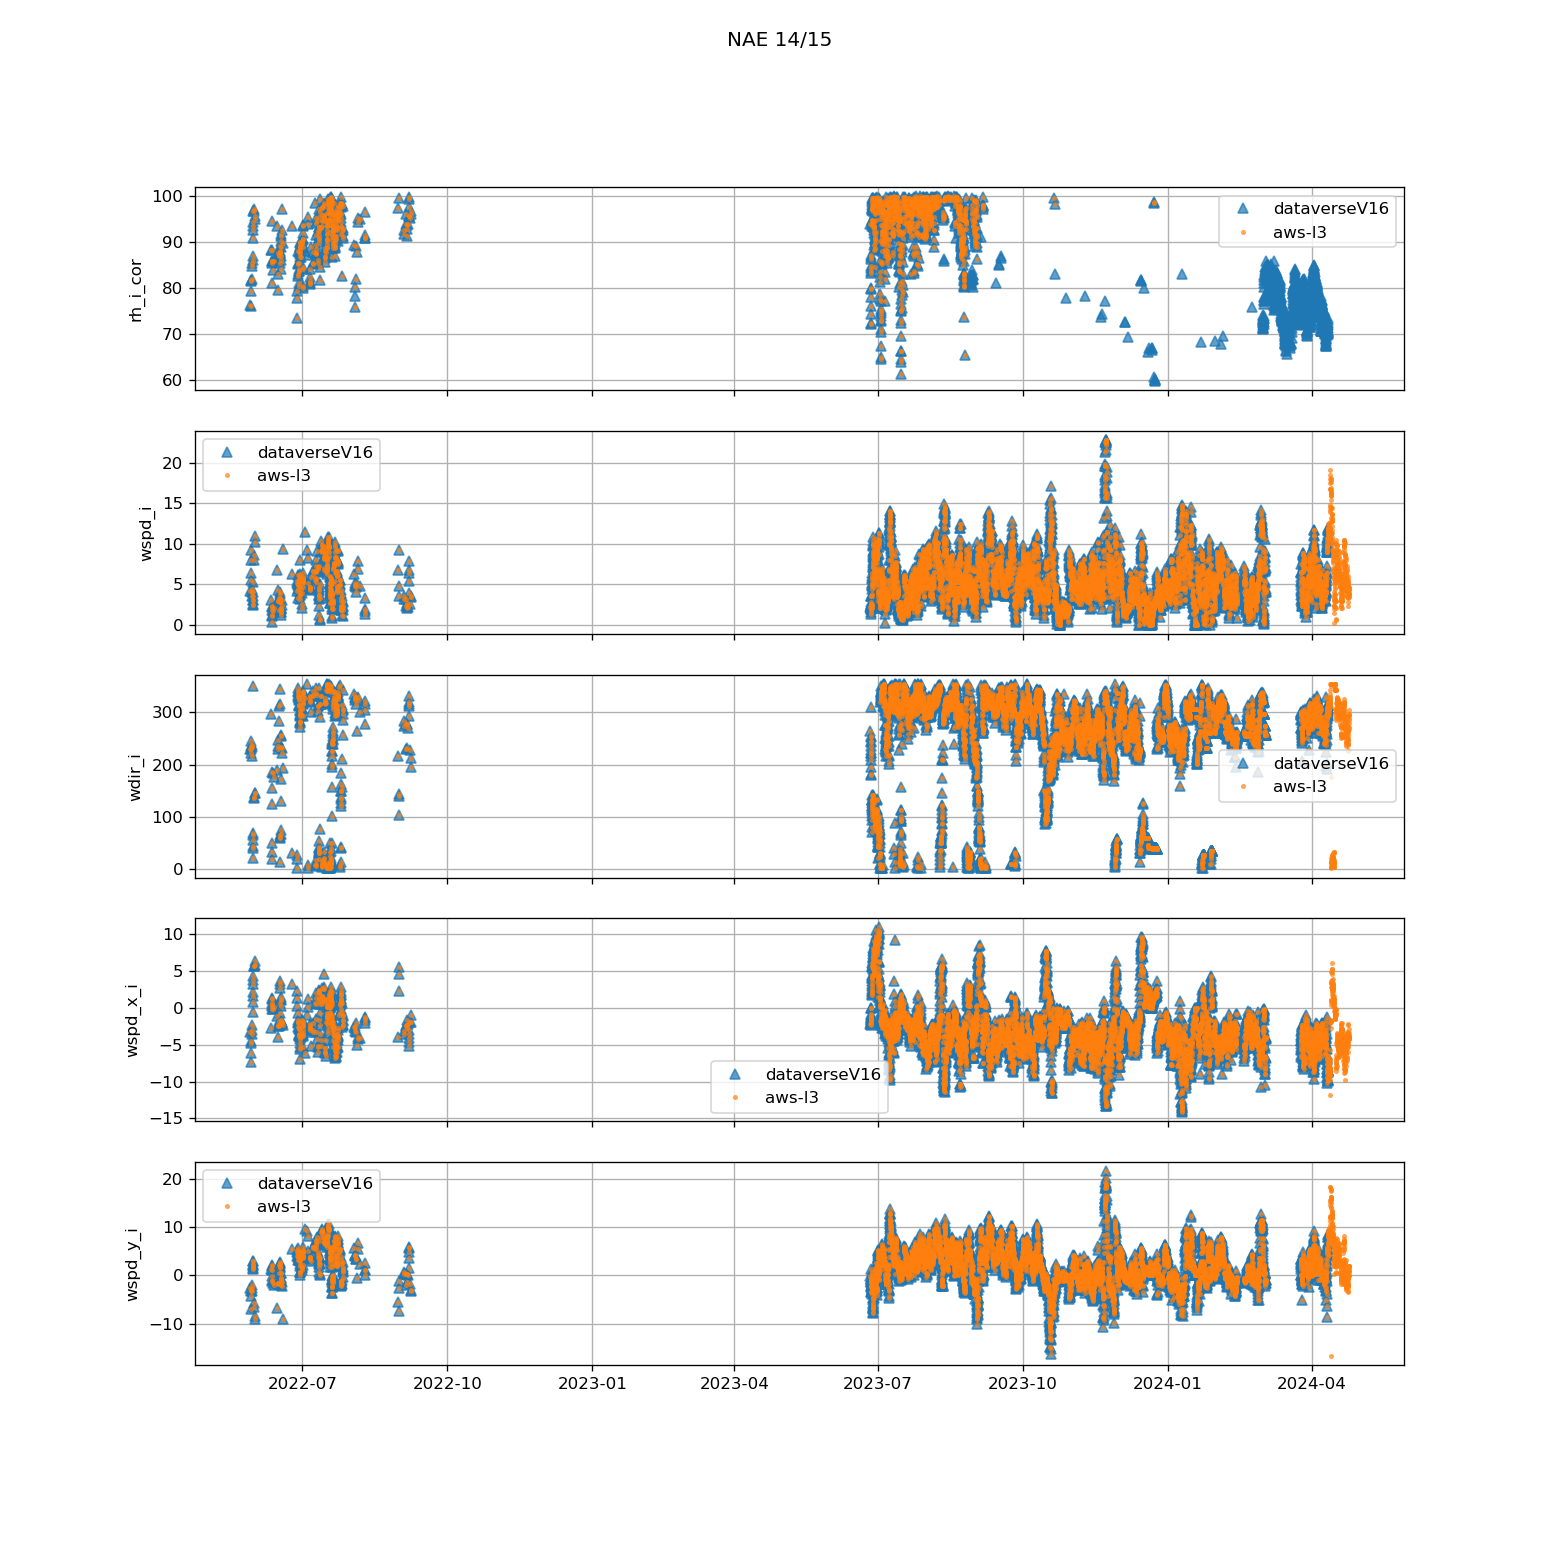 NAE 14/15
100
90
80
70
60
rh_i_cor
dataverseV16
aws-l3
20
15
10
5
0
wspd_i
dataverseV16
aws-l3
300
200
100
0
wdir_i
dataverseV16
aws-l3
10
5
0
−5
−10
−15
wspd_x_i
dataverseV16
aws-l3
20
10
0
−10
wspd_y_i
dataverseV16
aws-l3
2022-07 2022-10 2023-01 2023-04 2023-07 2023-10 2024-01 2024-04